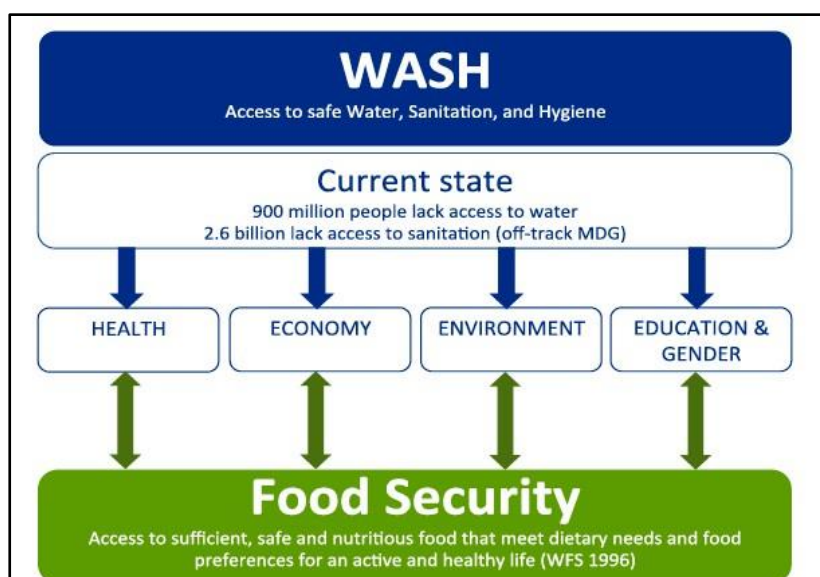 WASH
Access to safe Water, Sanitation, and Hygiene
Current state
900 million people lack access to water
2.6 billion lack access to sanitation (off-track MDG)
HEALTH
ECONOMY
ENVIRONMENT
EDUCATION &
GENDER
Food Security
Access to sufficient, safe and nutritious food that meet dietary needs and food
preferences for an active and healthy life (WFS 1996)